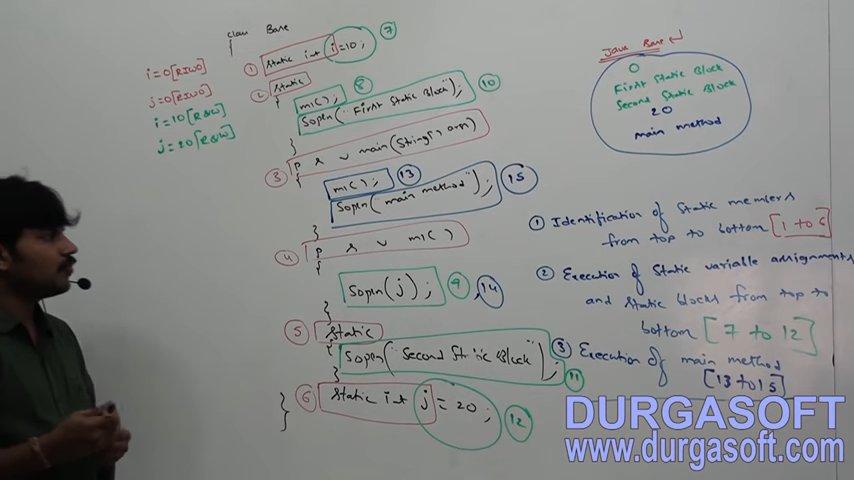 class Base
{
① static int i=10; ⑦
② static
{
m1(); ⑧
Sopln("First Static Block"); ⑩
}
③ p s v main(String[] args)
{
m1(); ⑬
Sopln("main method"); ⑮
}
④ p s v m1()
{
Sopln(j); ⑨, ⑭
}
⑤ static
{
Sopln("Second Static Block"); ⑪
}
⑥ static int j = 20; ⑫
}
i=0[RIWO]
j=0[RIWO]
i=10[R&W]
j=20[R&W]
Java Base ↵
0
First Static Block
Second Static Block
20
main method
① Identification of static members
from top to bottom [1 to 6]
② Execution of static variable assignments
and static blocks from top to
bottom [7 to 12]
③ Execution of main method
[13 to 15]
DURGASOFT
www.durgasoft.com